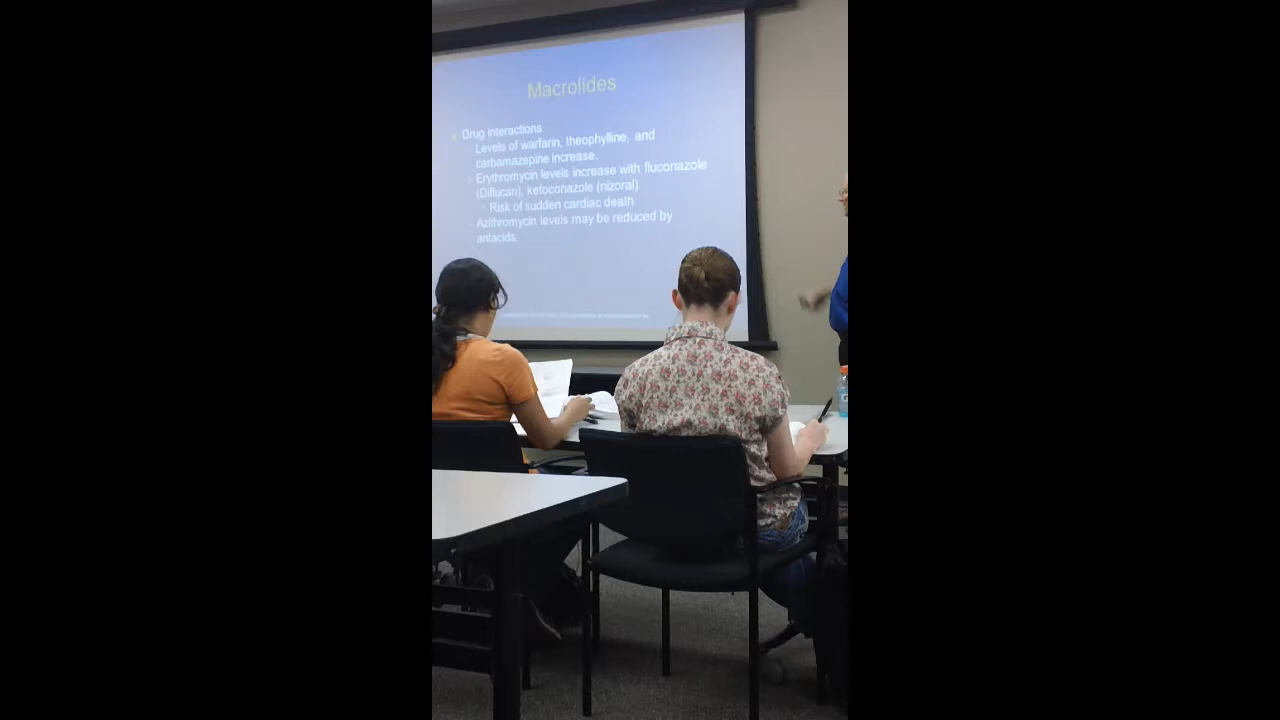 Macrolides
Drug interactions
Levels of warfarin, theophylline, and
carbamazepine increase.
Erythromycin levels increase with fluconazole
(Diflucan), ketoconazole (nizoral)
Risk of sudden cardiac death
Azithromycin levels may be reduced by
antacids.